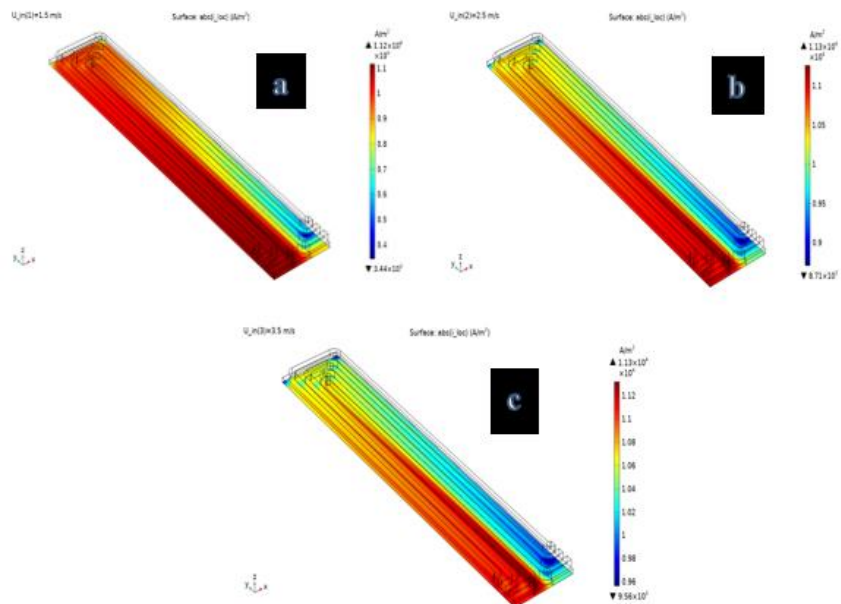 U_in(1)=1.5 m/s Surface: abs(i_loc) (A/m²)
A/m²
▲ 1.12×10⁴
×10⁴
1.1
1
0.9
0.8
0.7
0.6
0.5
0.4
▼ 3.44×10³
a
y z x
U_in(2)=2.5 m/s Surface: abs(i_loc) (A/m²)
A/m²
▲ 1.13×10⁴
×10⁴
1.1
1.05
1
0.95
0.9
▼ 8.71×10³
b
y z x
U_in(3)=3.5 m/s Surface: abs(i_loc) (A/m²)
A/m²
▲ 1.13×10⁴
×10⁴
1.12
1.1
1.08
1.06
1.04
1.02
1
0.98
0.96
▼ 9.56×10³
c
y z x